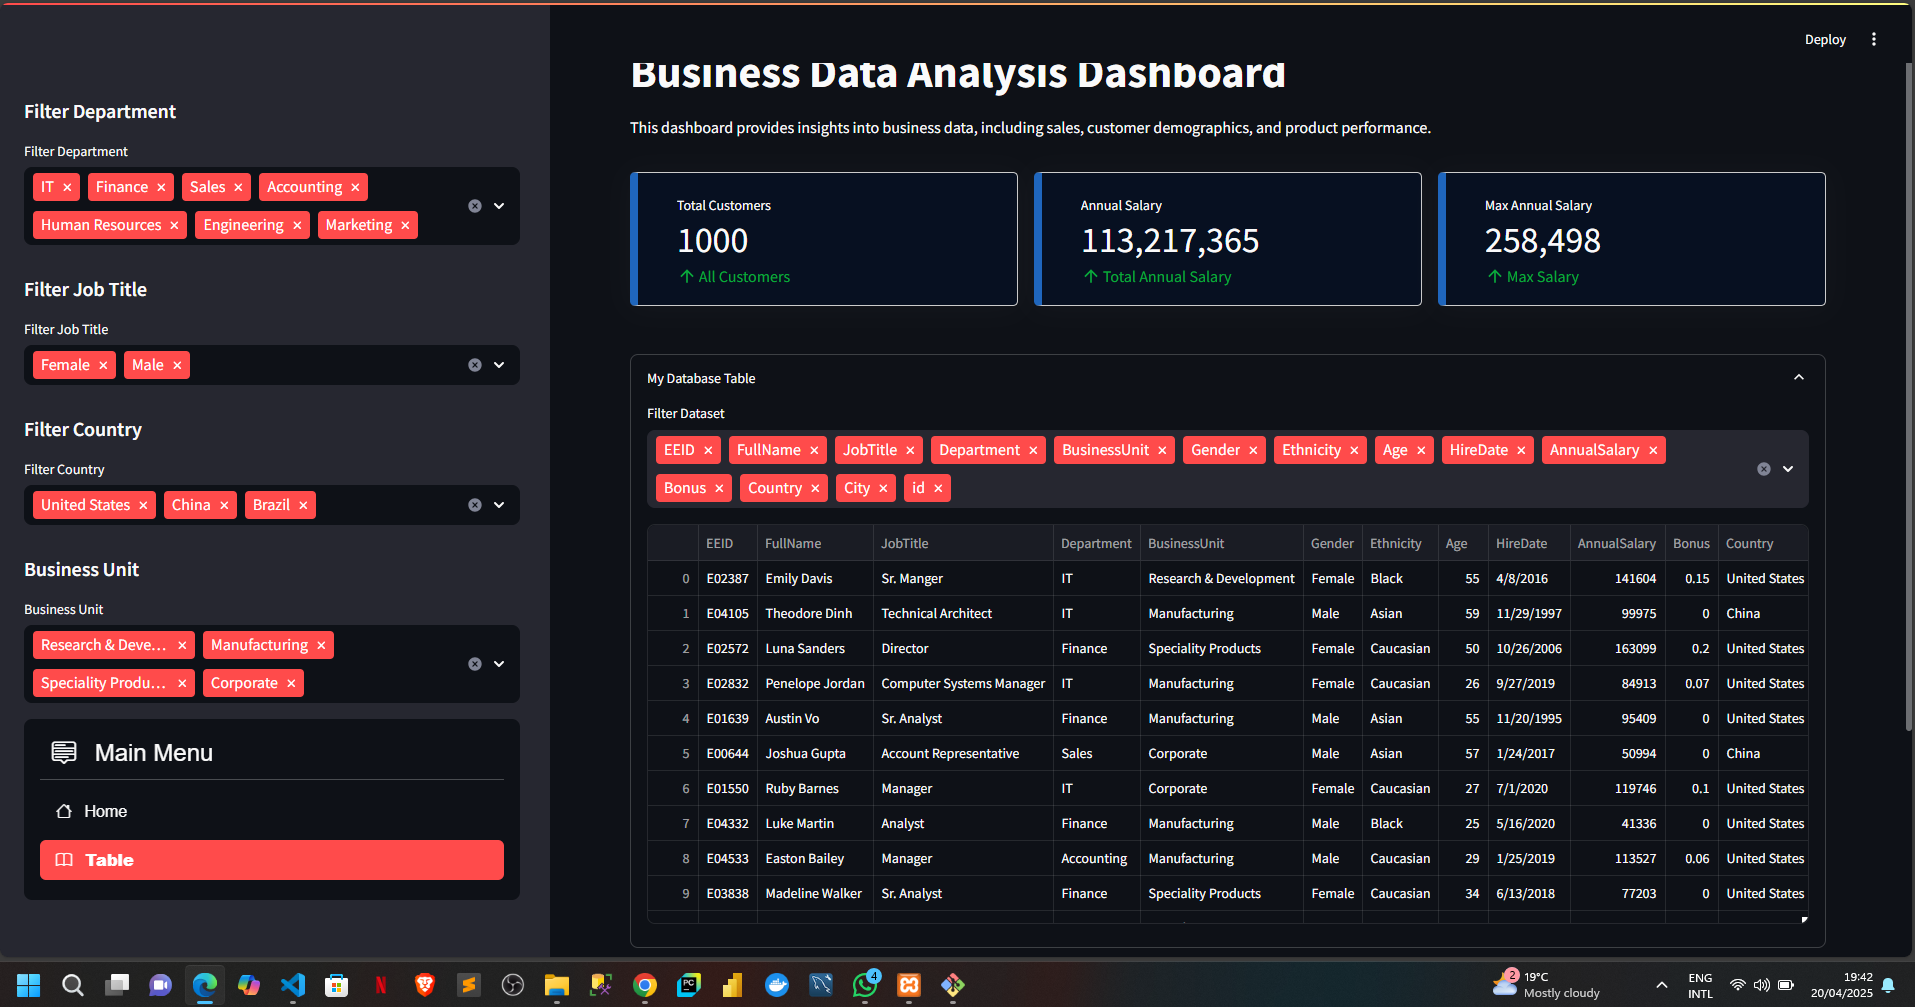 Deploy
Filter Department
Filter Department
IT
Finance
Sales
Accounting
Human Resources
Engineering
Marketing
Filter Job Title
Filter Job Title
Female
Male
Filter Country
Filter Country
United States
China
Brazil
Business Unit
Business Unit
Research & Deve...
Manufacturing
Speciality Produ...
Corporate
Main Menu
Home
Table
Business Data Analysis Dashboard
This dashboard provides insights into business data, including sales, customer demographics, and product performance.
Total Customers
1000
↑ All Customers
Annual Salary
113,217,365
↑ Total Annual Salary
Max Annual Salary
258,498
↑ Max Salary
My Database Table
Filter Dataset
EEID FullName JobTitle Department BusinessUnit Gender Ethnicity Age HireDate AnnualSalary
Bonus Country City id
EEID FullName JobTitle Department BusinessUnit Gender Ethnicity Age HireDate AnnualSalary Bonus Country
0 E02387 Emily Davis Sr. Manger IT Research & Development Female Black 55 4/8/2016 141604 0.15 United States
1 E04105 Theodore Dinh Technical Architect IT Manufacturing Male Asian 59 11/29/1997 99975 0 China
2 E02572 Luna Sanders Director Finance Speciality Products Female Caucasian 50 10/26/2006 163099 0.2 United States
3 E02832 Penelope Jordan Computer Systems Manager IT Manufacturing Female Caucasian 26 9/27/2019 84913 0.07 United States
4 E01639 Austin Vo Sr. Analyst Finance Manufacturing Male Asian 55 11/20/1995 95409 0 United States
5 E00644 Joshua Gupta Account Representative Sales Corporate Male Asian 57 1/24/2017 50994 0 China
6 E01550 Ruby Barnes Manager IT Corporate Female Caucasian 27 7/1/2020 119746 0.1 United States
7 E04332 Luke Martin Analyst Finance Manufacturing Male Black 25 5/16/2020 41336 0 United States
8 E04533 Easton Bailey Manager Accounting Manufacturing Male Caucasian 29 1/25/2019 113527 0.06 United States
9 E03838 Madeline Walker Sr. Analyst Finance Speciality Products Female Caucasian 34 6/13/2018 77203 0 United States
PC
4
2
19°C
Mostly cloudy
ENG
INTL
19:42
20/04/2025